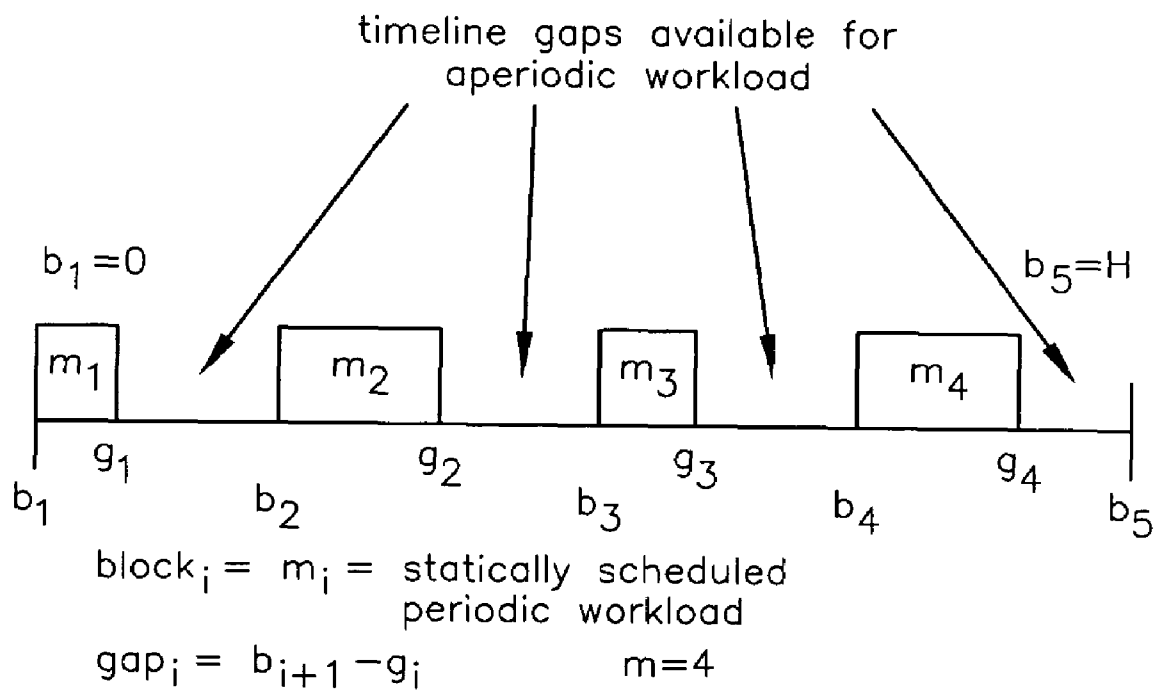 timeline gaps available for
aperiodic workload
b₁=0
b₅=H
m₁
m₂
m₃
m₄
g₁
g₂
g₃
g₄
b₁
b₂
b₃
b₄
b₅
blockᵢ = mᵢ = statically scheduled
periodic workload
gapᵢ = bᵢ₊₁ −gᵢ m=4